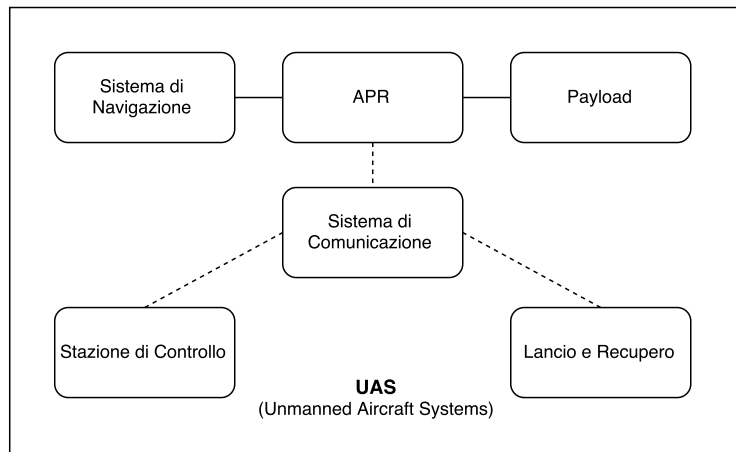 Sistema di
Navigazione
APR
Payload
Sistema di
Comunicazione
Stazione di Controllo
Lancio e Recupero
UAS
(Unmanned Aircraft Systems)